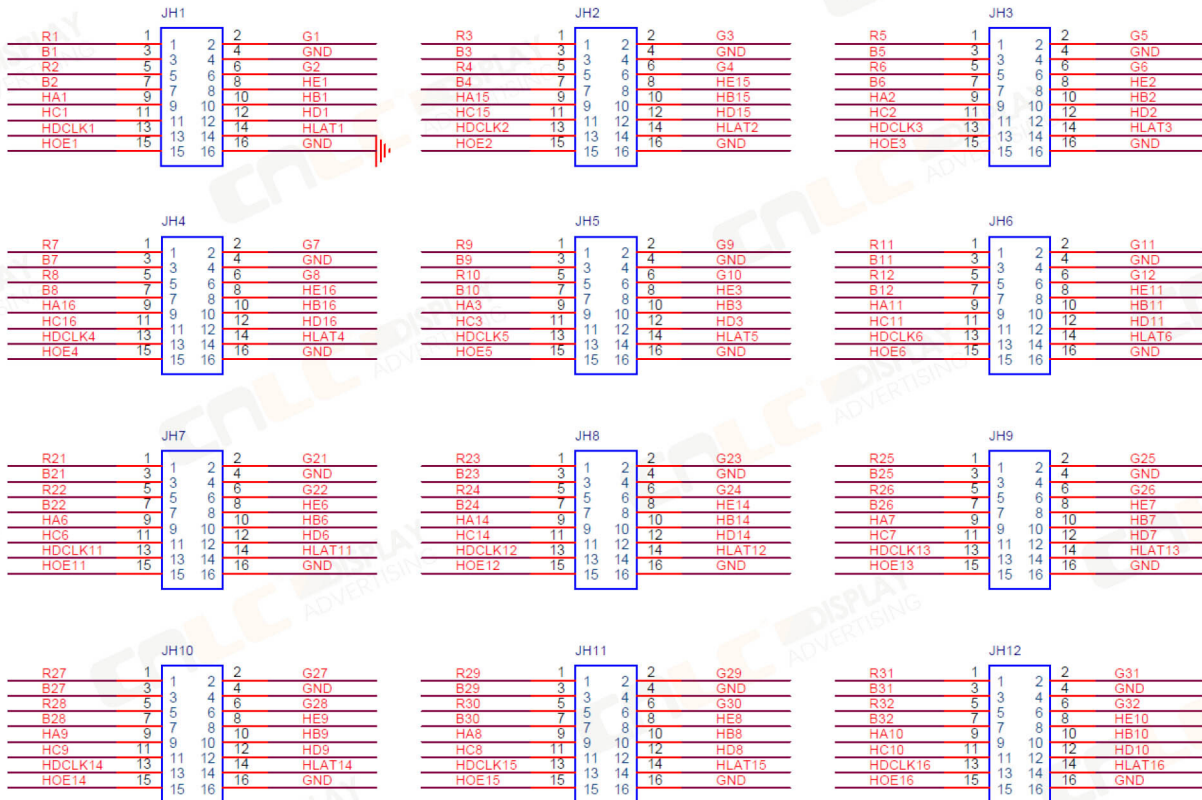 JH1
R1 1 1 2 2 G1
B1 3 3 4 4 GND
R2 5 5 6 6 G2
B2 7 7 8 8 HE1
HA1 9 9 10 10 HB1
HC1 11 11 12 12 HD1
HDCLK1 13 13 14 14 HLAT1
HOE1 15 15 16 16 GND
JH2
R3 1 1 2 2 G3
B3 3 3 4 4 GND
R4 5 5 6 6 G4
B4 7 7 8 8 HE15
HA15 9 9 10 10 HB15
HC15 11 11 12 12 HD15
HDCLK2 13 13 14 14 HLAT2
HOE2 15 15 16 16 GND
JH3
R5 1 1 2 2 G5
B5 3 3 4 4 GND
R6 5 5 6 6 G6
B6 7 7 8 8 HE2
HA2 9 9 10 10 HB2
HC2 11 11 12 12 HD2
HDCLK3 13 13 14 14 HLAT3
HOE3 15 15 16 16 GND
JH4
R7 1 1 2 2 G7
B7 3 3 4 4 GND
R8 5 5 6 6 G8
B8 7 7 8 8 HE16
HA16 9 9 10 10 HB16
HC16 11 11 12 12 HD16
HDCLK4 13 13 14 14 HLAT4
HOE4 15 15 16 16 GND
JH5
R9 1 1 2 2 G9
B9 3 3 4 4 GND
R10 5 5 6 6 G10
B10 7 7 8 8 HE3
HA3 9 9 10 10 HB3
HC3 11 11 12 12 HD3
HDCLK5 13 13 14 14 HLAT5
HOE5 15 15 16 16 GND
JH6
R11 1 1 2 2 G11
B11 3 3 4 4 GND
R12 5 5 6 6 G12
B12 7 7 8 8 HE11
HA11 9 9 10 10 HB11
HC11 11 11 12 12 HD11
HDCLK6 13 13 14 14 HLAT6
HOE6 15 15 16 16 GND
JH7
R21 1 1 2 2 G21
B21 3 3 4 4 GND
R22 5 5 6 6 G22
B22 7 7 8 8 HE6
HA6 9 9 10 10 HB6
HC6 11 11 12 12 HD6
HDCLK11 13 13 14 14 HLAT11
HOE11 15 15 16 16 GND
JH8
R23 1 1 2 2 G23
B23 3 3 4 4 GND
R24 5 5 6 6 G24
B24 7 7 8 8 HE14
HA14 9 9 10 10 HB14
HC14 11 11 12 12 HD14
HDCLK12 13 13 14 14 HLAT12
HOE12 15 15 16 16 GND
JH9
R25 1 1 2 2 G25
B25 3 3 4 4 GND
R26 5 5 6 6 G26
B26 7 7 8 8 HE7
HA7 9 9 10 10 HB7
HC7 11 11 12 12 HD7
HDCLK13 13 13 14 14 HLAT13
HOE13 15 15 16 16 GND
JH10
R27 1 1 2 2 G27
B27 3 3 4 4 GND
R28 5 5 6 6 G28
B28 7 7 8 8 HE9
HA9 9 9 10 10 HB9
HC9 11 11 12 12 HD9
HDCLK14 13 13 14 14 HLAT14
HOE14 15 15 16 16 GND
JH11
R29 1 1 2 2 G29
B29 3 3 4 4 GND
R30 5 5 6 6 G30
B30 7 7 8 8 HE8
HA8 9 9 10 10 HB8
HC8 11 11 12 12 HD8
HDCLK15 13 13 14 14 HLAT15
HOE15 15 15 16 16 GND
JH12
R31 1 1 2 2 G31
B31 3 3 4 4 GND
R32 5 5 6 6 G32
B32 7 7 8 8 HE10
HA10 9 9 10 10 HB10
HC10 11 11 12 12 HD10
HDCLK16 13 13 14 14 HLAT16
HOE16 15 15 16 16 GND
CNLC DISPLAY
ADVERTISING